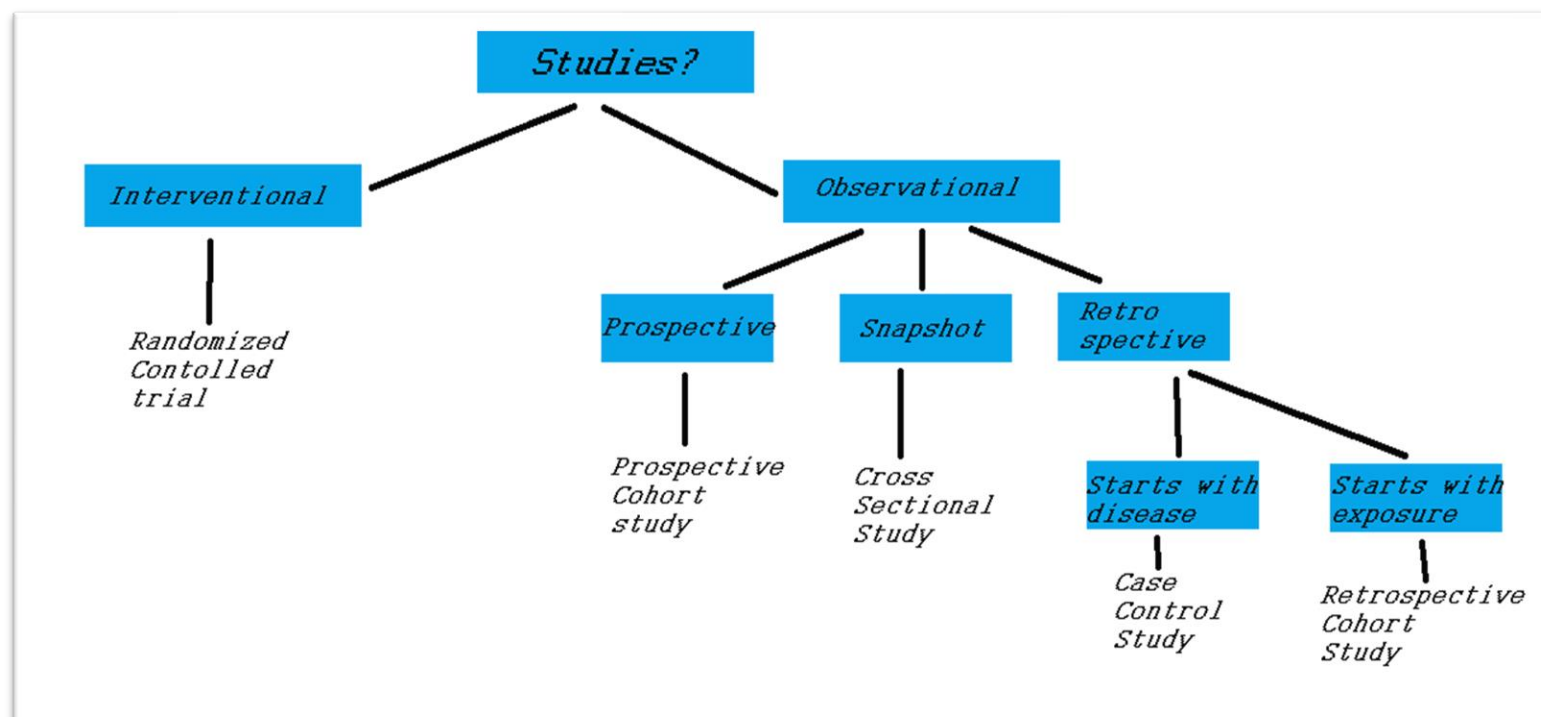 Studies?
Interventional
Observational
Randomized
Contolled
trial
Prospective
Snapshot
Retro
spective
Prospective
Cohort
study
Cross
Sectional
Study
Starts with
disease
Starts with
exposure
Case
Control
Study
Retrospective
Cohort
Study